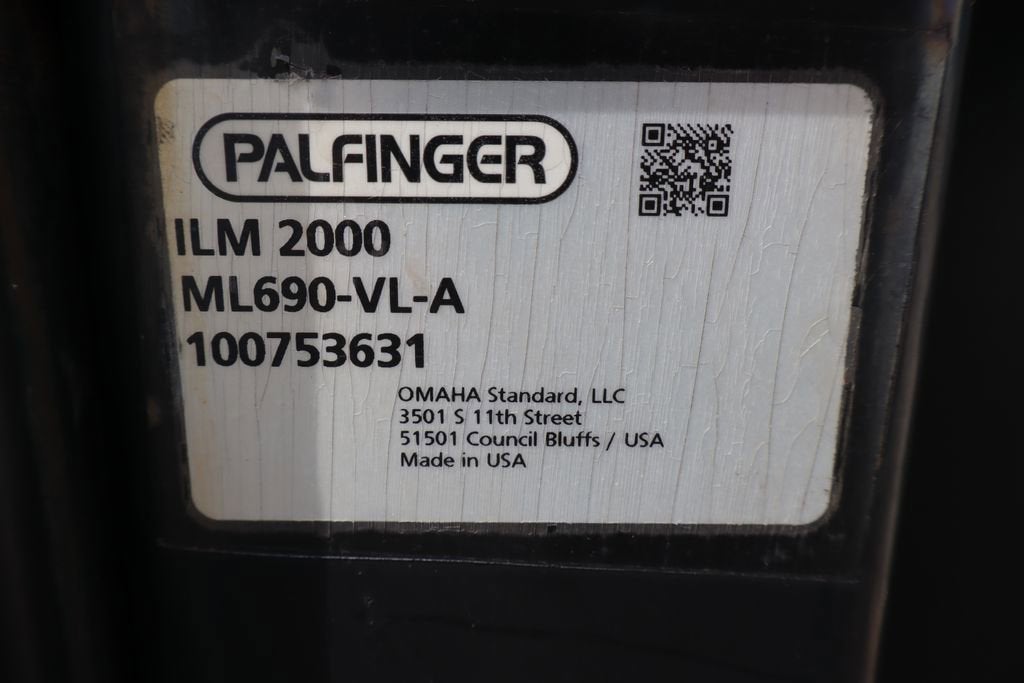 PALFINGER
ILM 2000
ML690-VL-A
100753631
OMAHA Standard, LLC
3501 S 11th Street
51501 Council Bluffs / USA
Made in USA